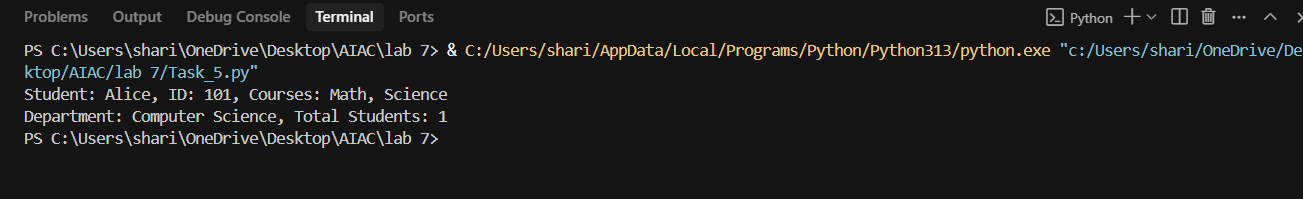 Problems Output Debug Console Terminal Ports Python
PS C:\Users\shari\OneDrive\Desktop\AIAC\lab 7> & C:/Users/shari/AppData/Local/Programs/Python/Python313/python.exe "c:/Users/shari/OneDrive/De
ktop/AIAC/lab 7/Task_5.py"
Student: Alice, ID: 101, Courses: Math, Science
Department: Computer Science, Total Students: 1
PS C:\Users\shari\OneDrive\Desktop\AIAC\lab 7>